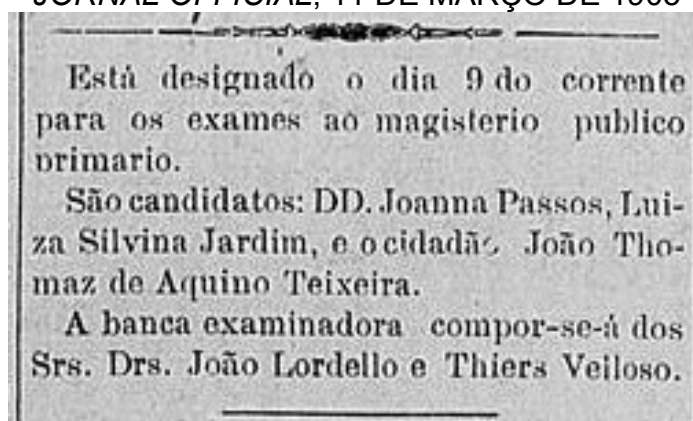 JORNAL OFFICIAL, 11 DE MARÇO DE
Está designado o dia 9 do corrente
para os exames ao magisterio publico
primario.
São candidatos: DD. Joanna Passos, Lui-
za Silvina Jardim, e o cidadão João Tho-
maz de Aquino Teixeira.
A banca examinadora compor-se-á dos
Srs. Drs. João Lordello e Thiers Velloso.